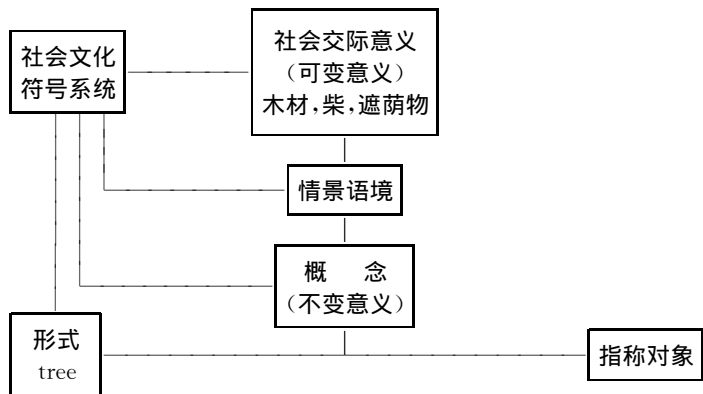 社会文化
符号系统
社会交际意义
(可变意义)
木材,柴,遮荫物
情景语境
概 念
(不变意义)
形式
tree
指称对象